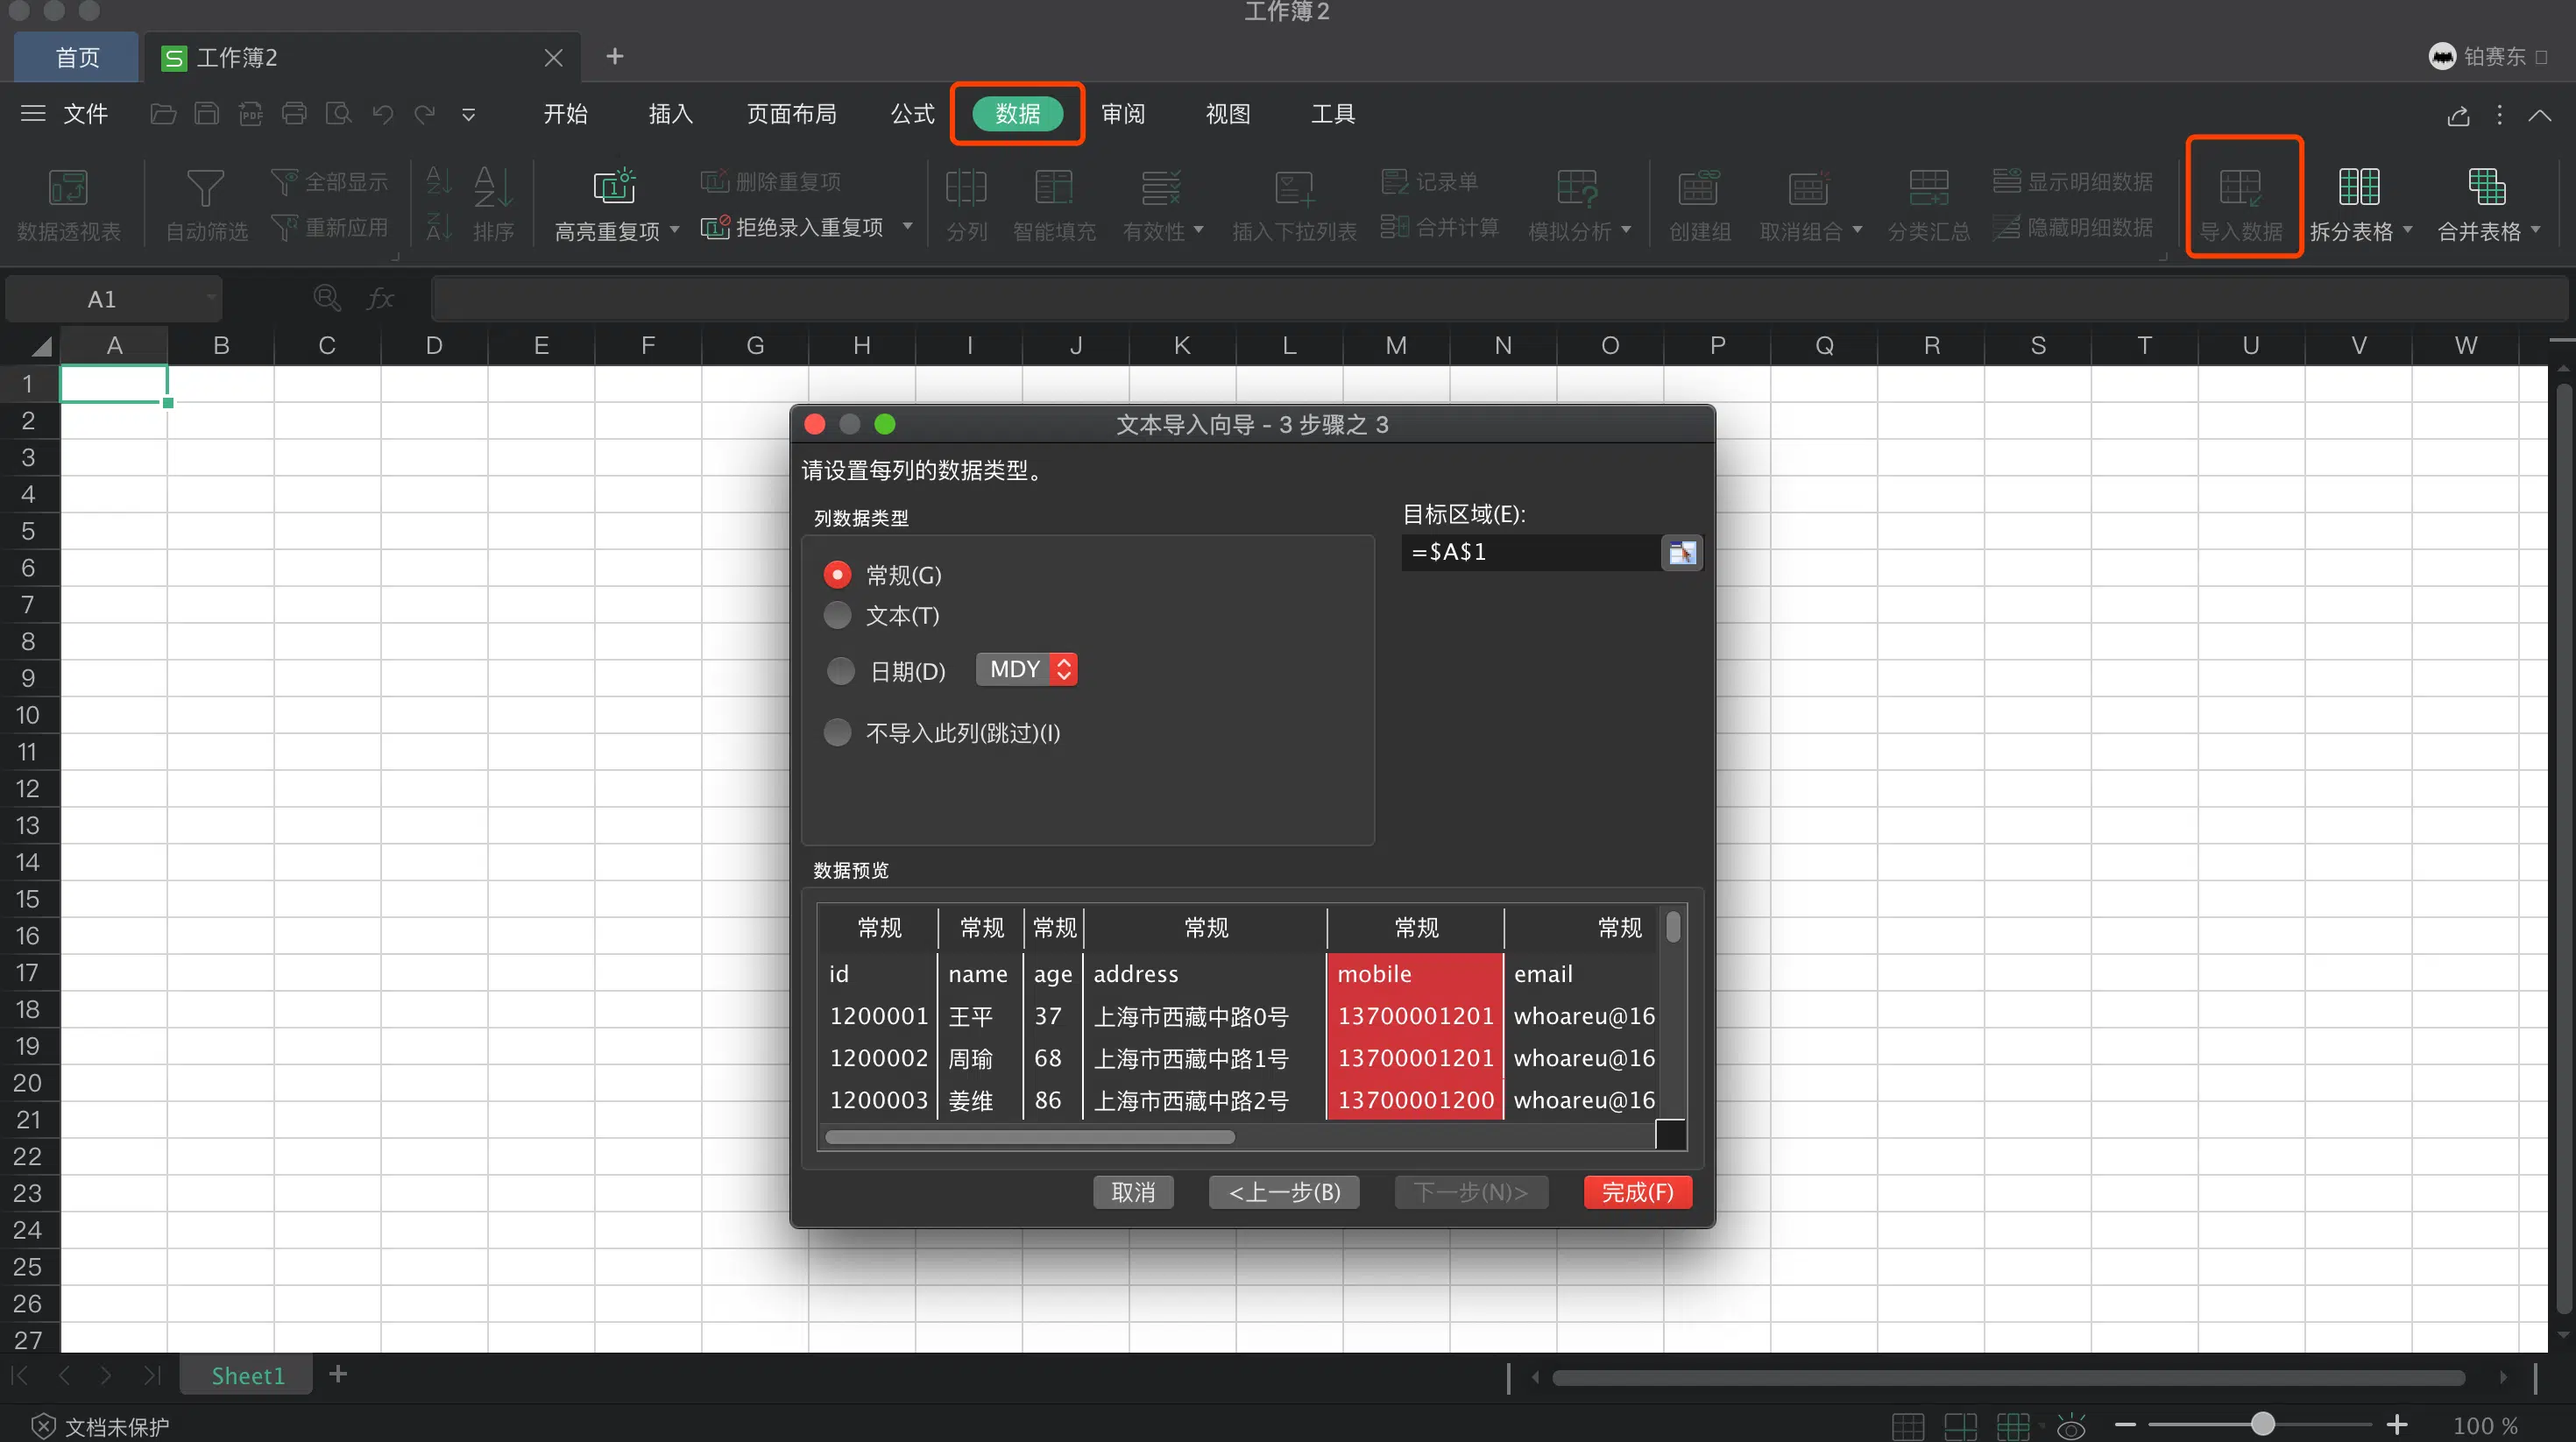 工作簿2
首页
工作簿2
铂赛东
文件
PDF
开始 插入 页面布局 公式 数据 审阅 视图 工具
全部显示 删除重复项 记录单 显示明细数据
数据透视表 自动筛选 重新应用 排序 高亮重复项 拒绝录入重复项 分列 智能填充 有效性 插入下拉列表 合并计算 模拟分析 创建组 取消组合 分类汇总 隐藏明细数据 导入数据 拆分表格 合并表格
A1 fx
A B C D E F G H I J K L M N O P Q R S T U V W
1
2
3
4
5
6
7
8
9
10
11
12
13
14
15
16
17
18
19
20
21
22
23
24
25
26
27
文本导入向导 - 3 步骤之 3
请设置每列的数据类型。
列数据类型
目标区域(E):
=$A$1
常规(G)
文本(T)
日期(D) MDY
不导入此列(跳过)(I)
数据预览
常规 常规 常规 常规 常规 常规
id name age address mobile email
1200001 王平 37 上海市西藏中路0号 13700001201 whoareu@16
1200002 周瑜 68 上海市西藏中路1号 13700001201 whoareu@16
1200003 姜维 86 上海市西藏中路2号 13700001200 whoareu@16
取消 <上一步(B) 下一步(N)> 完成(F)
Sheet1
文档未保护
100 %